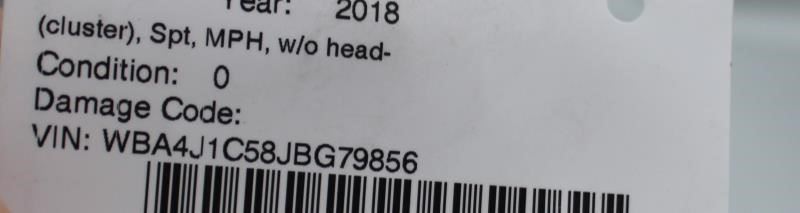 Year: 2018
(cluster), Spt, MPH, w/o head-
Condition: 0
Damage Code:
VIN: WBA4J1C58JBG79856